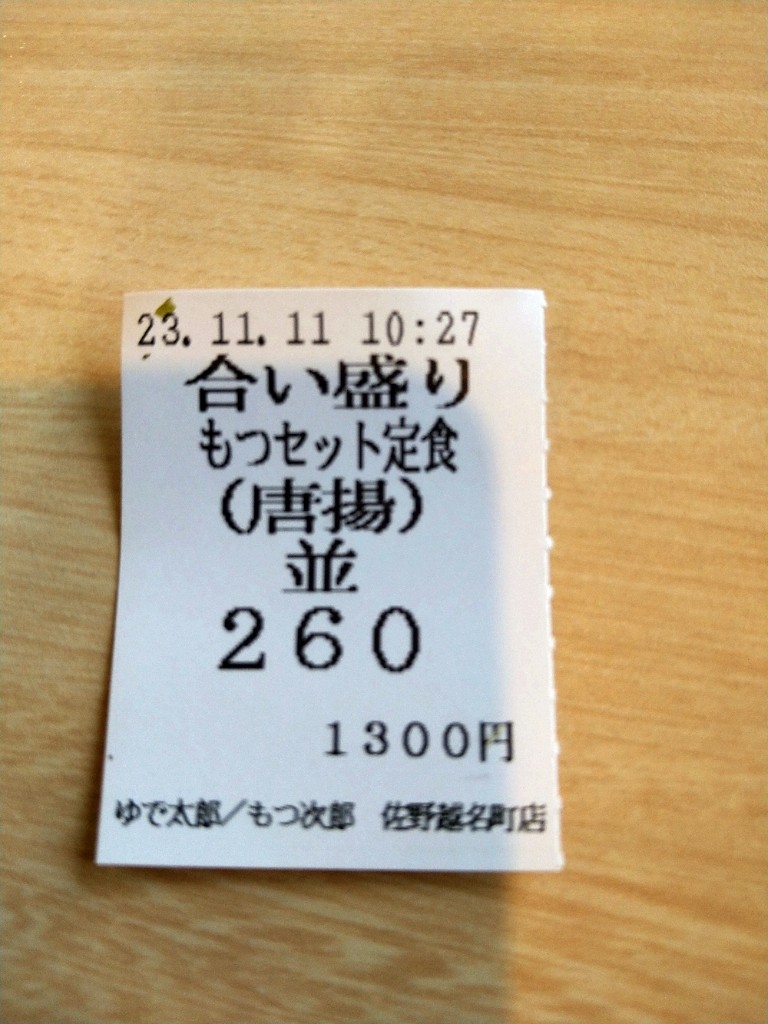 23.11.11 10:27
合い盛り
もつセット定食
(唐揚)
並
260
1300円
ゆで太郎/もつ次郎 佐野越名町店